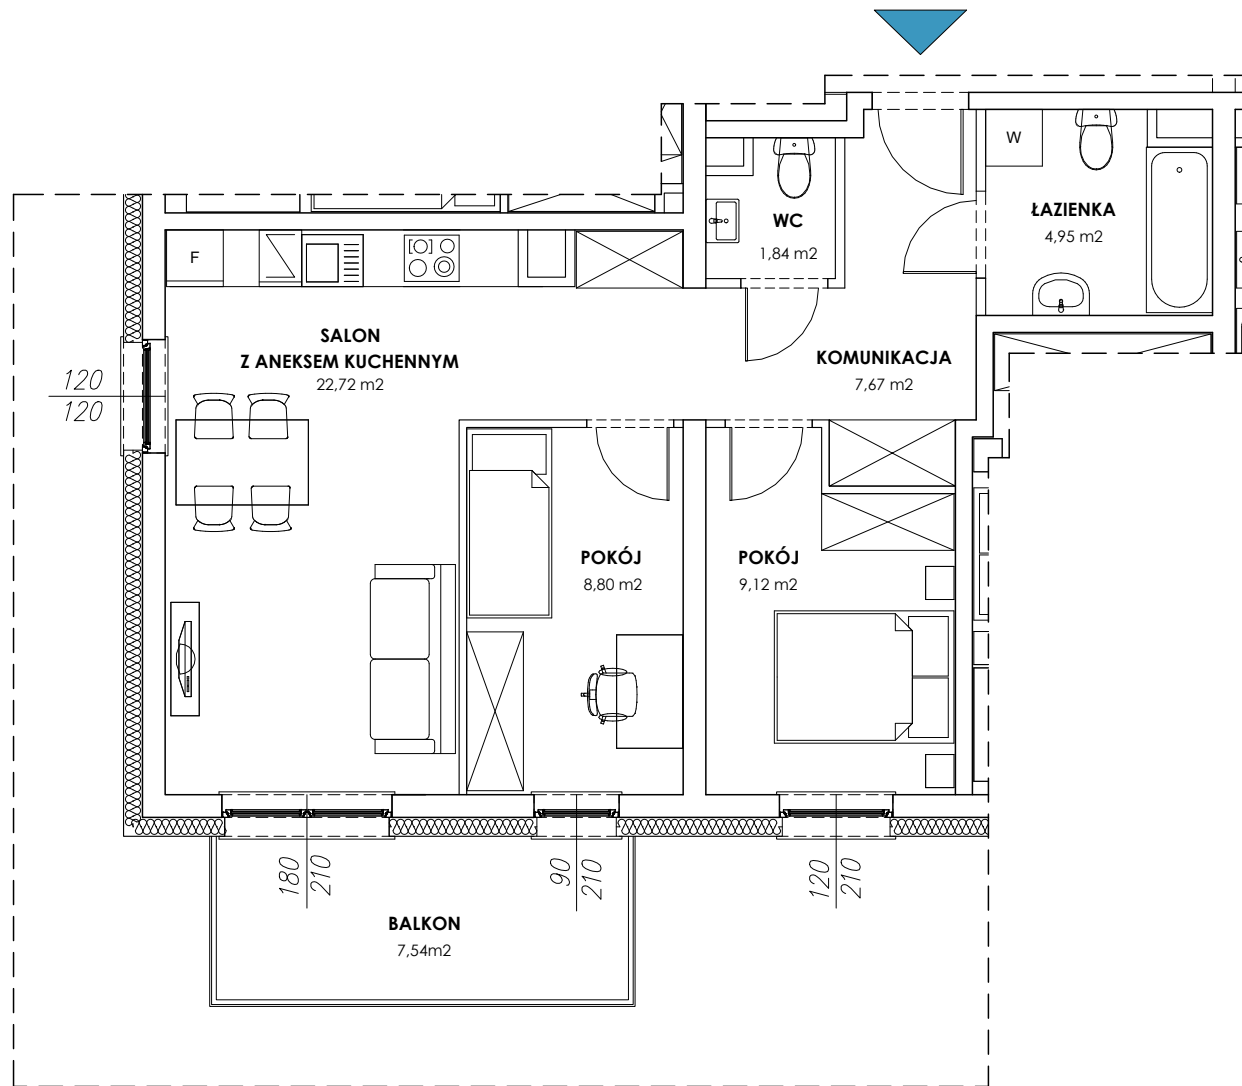 W
WC
1,84 m2
ŁAZIENKA
4,95 m2
F
SALON
Z ANEKSEM KUCHENNYM
22,72 m2
KOMUNIKACJA
7,67 m2
120
120
POKÓJ
8,80 m2
POKÓJ
9,12 m2
180
210
90
210
120
210
BALKON
7,54m2